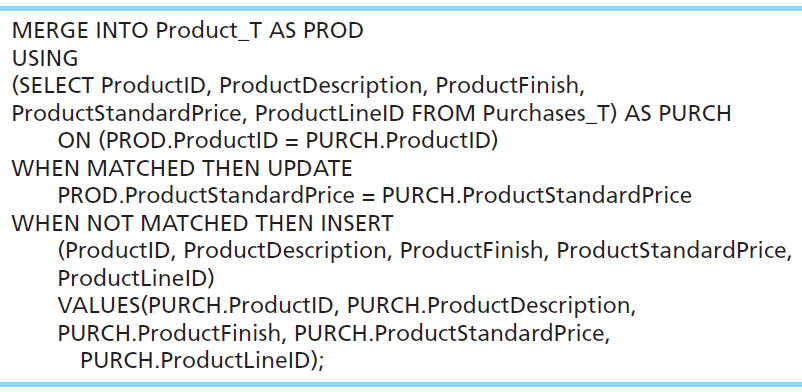 MERGE INTO Product_T AS PROD
USING
(SELECT ProductID, ProductDescription, ProductFinish,
ProductStandardPrice, ProductLineID FROM Purchases_T) AS PURCH
ON (PROD.ProductID = PURCH.ProductID)
WHEN MATCHED THEN UPDATE
PROD.ProductStandardPrice = PURCH.ProductStandardPrice
WHEN NOT MATCHED THEN INSERT
(ProductID, ProductDescription, ProductFinish, ProductStandardPrice,
ProductLineID)
VALUES(PURCH.ProductID, PURCH.ProductDescription,
PURCH.ProductFinish, PURCH.ProductStandardPrice,
PURCH.ProductLineID);